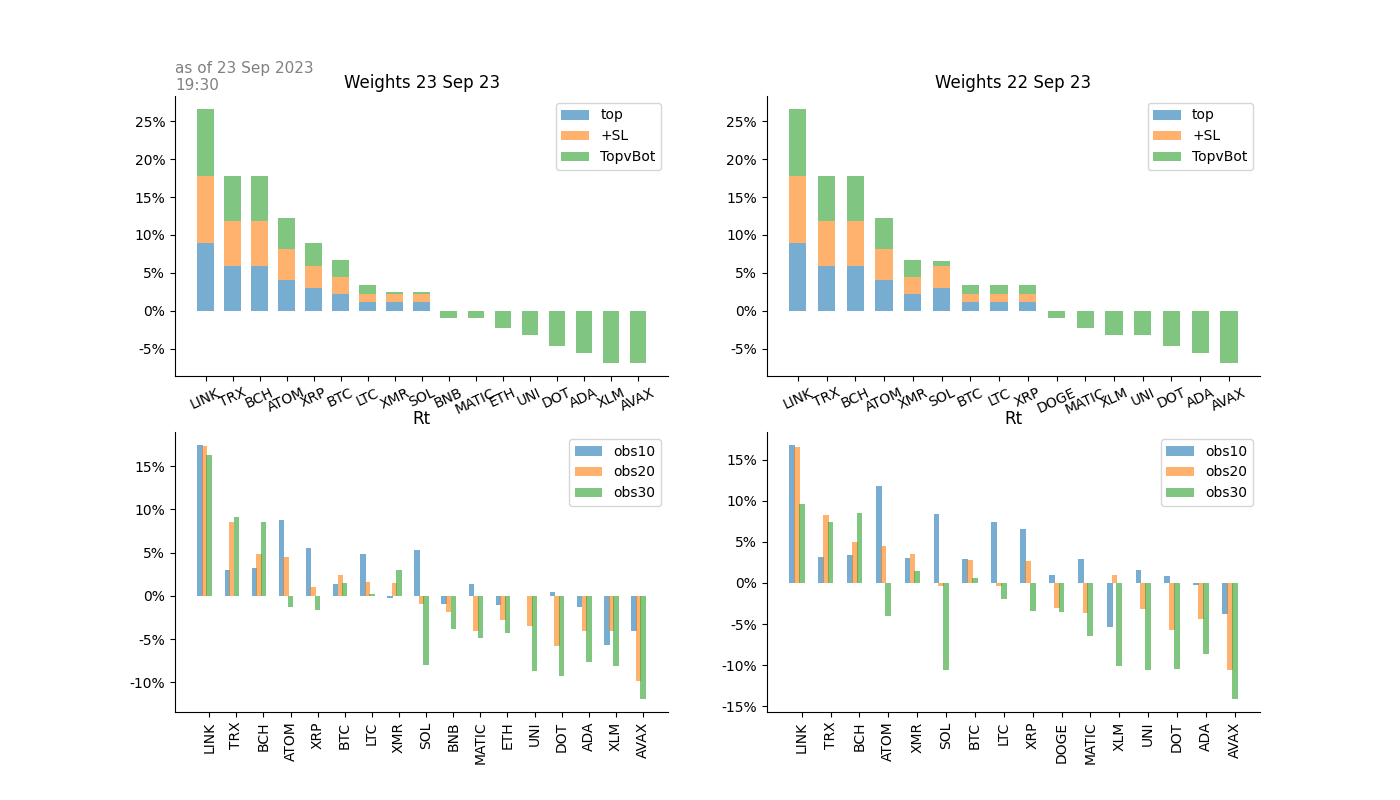 as of 23 Sep 2023
19:30
Weights 23 Sep 23
25%
20%
15%
10%
5%
0%
-5%
top
+SL
TopvBot
LINK TRX BCH ATOM XRP BTC LTC XMR SOL BNB MATIC ETH UNI DOT ADA XLM AVAX
Weights 22 Sep 23
25%
20%
15%
10%
5%
0%
-5%
top
+SL
TopvBot
LINK TRX BCH ATOM XMR SOL BTC LTC XRP DOGE MATIC XLM UNI DOT ADA AVAX
Rt
15%
10%
5%
0%
-5%
-10%
obs10
obs20
obs30
LINK TRX BCH ATOM XRP BTC LTC XMR SOL BNB MATIC ETH UNI DOT ADA XLM AVAX
Rt
15%
10%
5%
0%
-5%
-10%
-15%
obs10
obs20
obs30
LINK TRX BCH ATOM XMR SOL BTC LTC XRP DOGE MATIC XLM UNI DOT ADA AVAX